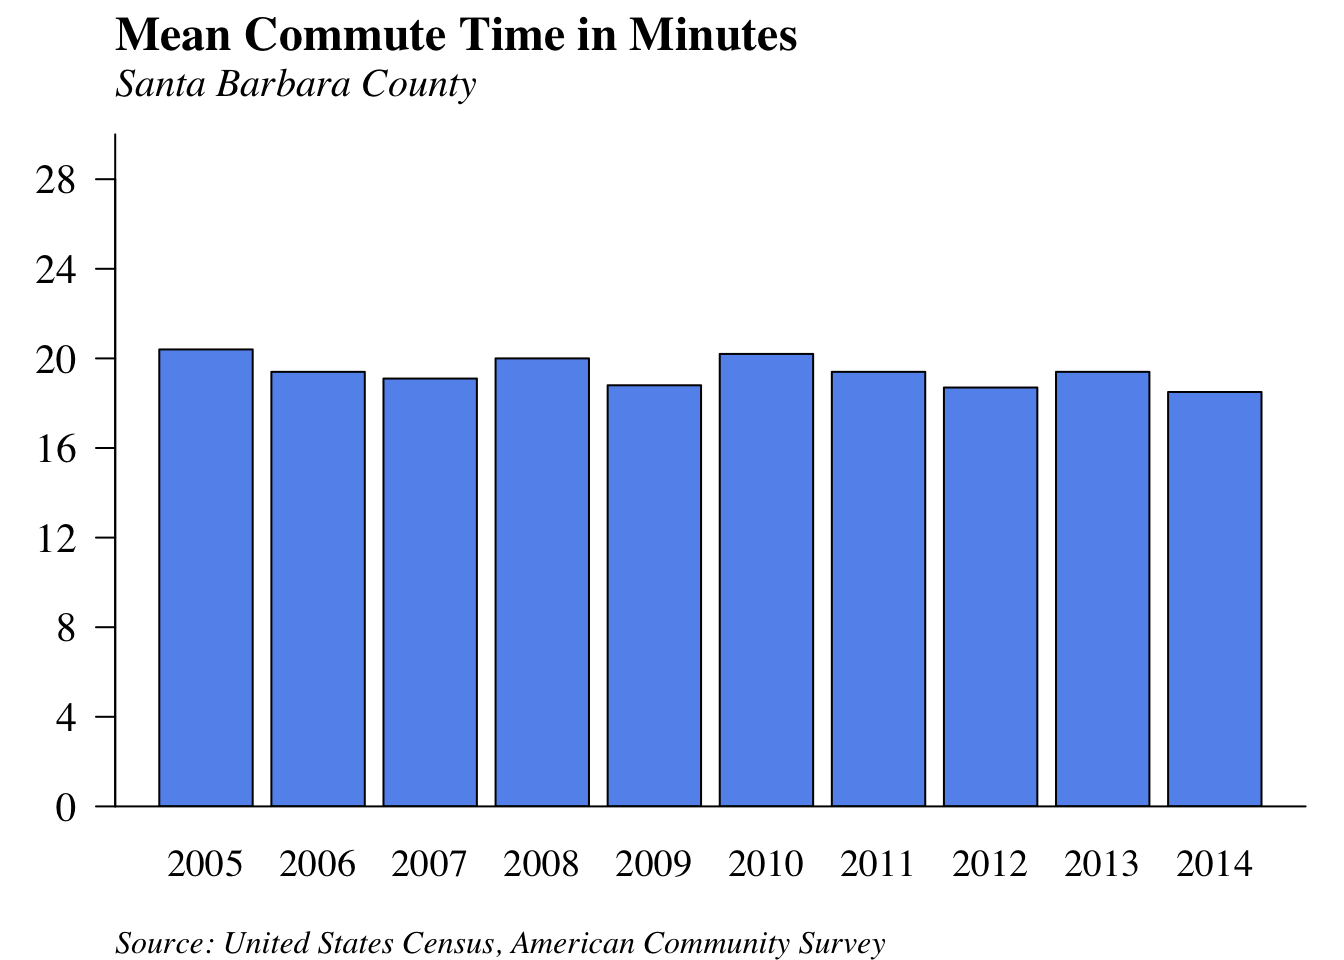 Mean Commute Time in Minutes
Santa Barbara County
28
24
20
16
12
8
4
0
2005 2006 2007 2008 2009 2010 2011 2012 2013 2014
Source: United States Census, American Community Survey